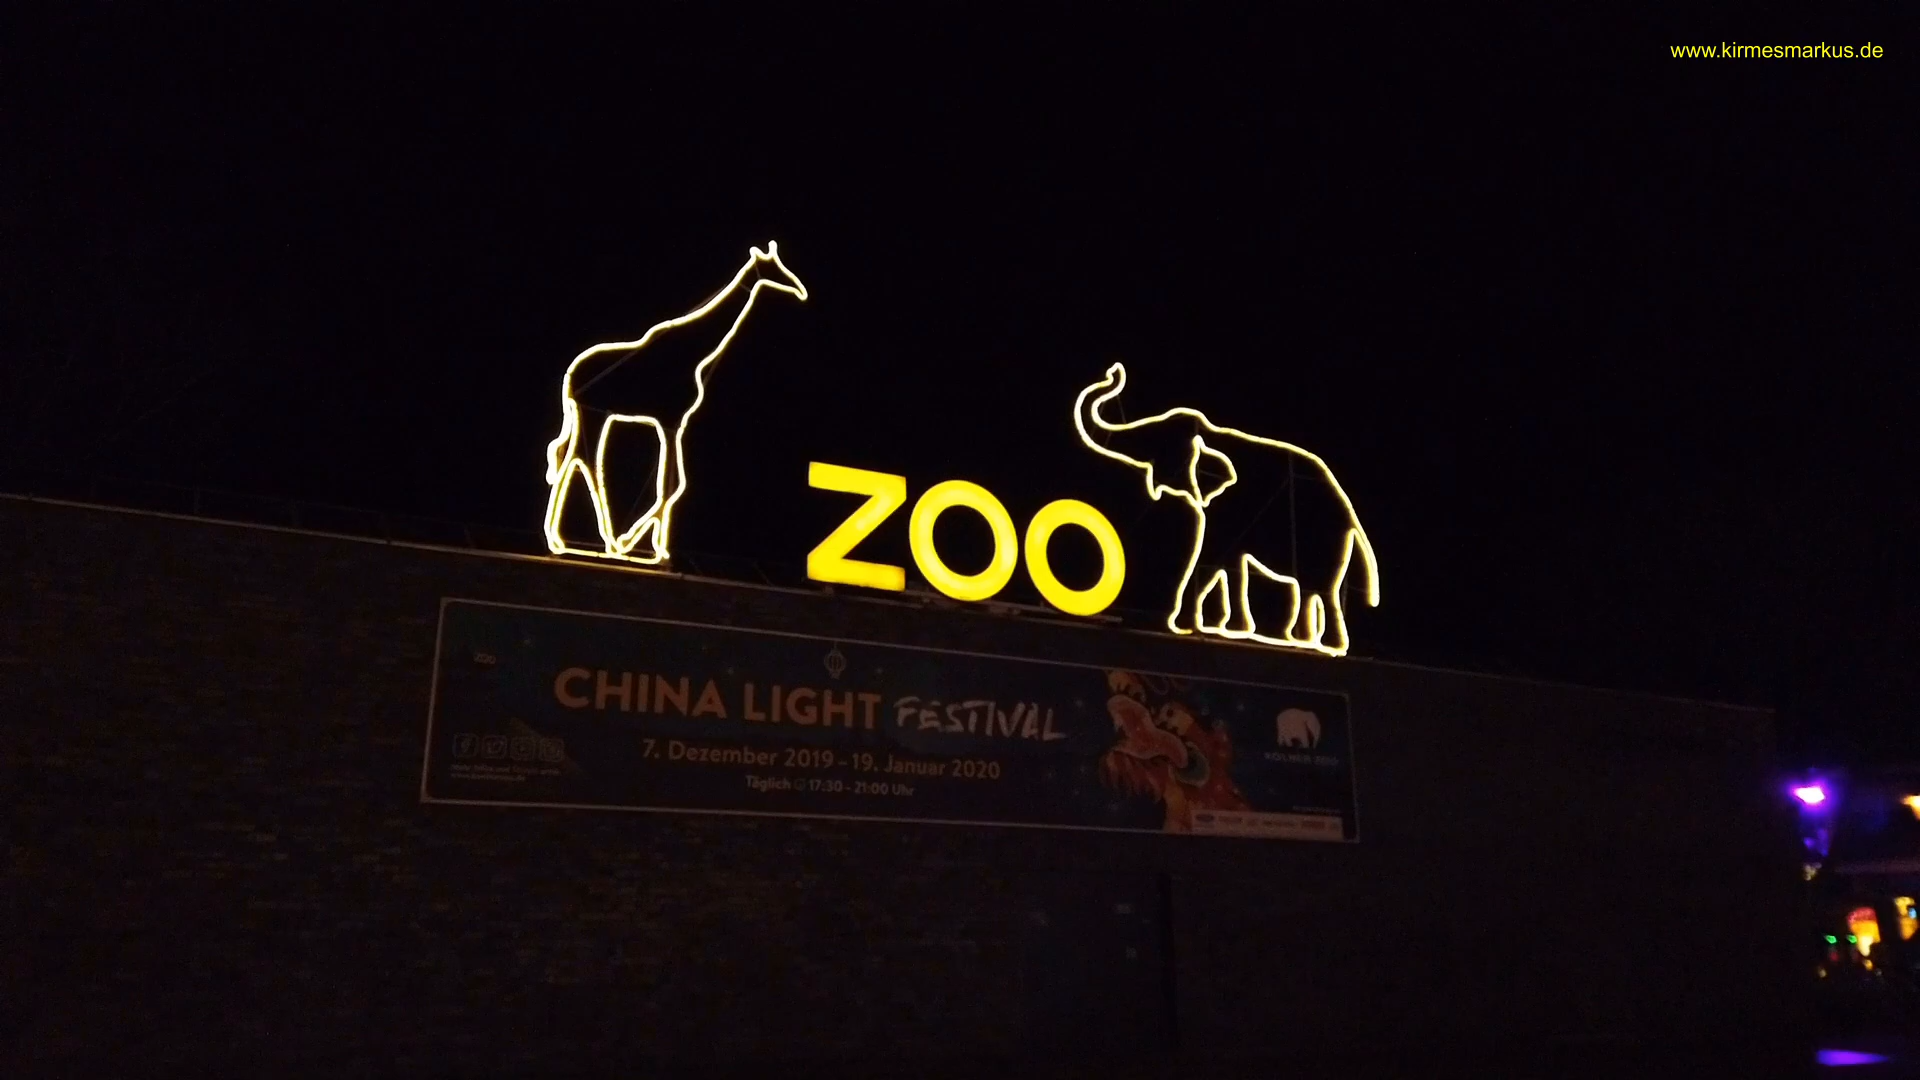 www.kirmesmarkus.de
ZOO
CHINA LIGHT FESTIVAL
7. Dezember 2019 - 19. Januar 2020
Täglich 17:30 - 21:00 Uhr
KÖLNER ZOO